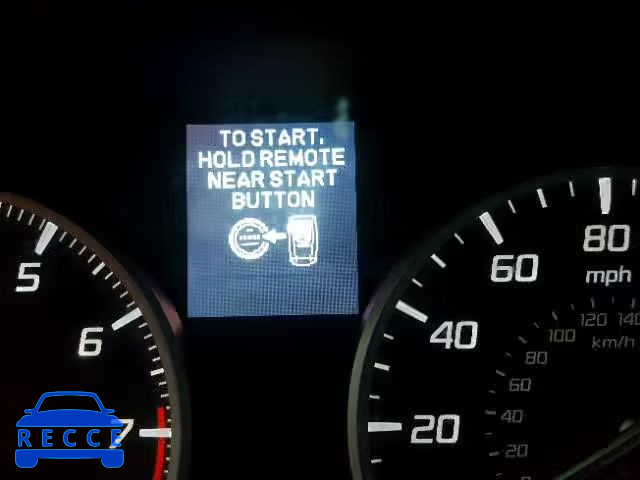 TO START,
HOLD REMOTE
NEAR START
BUTTON
5
6
7
20
40
60
80
mph
20
40
60
80
100
120
140
km/h
RECCE